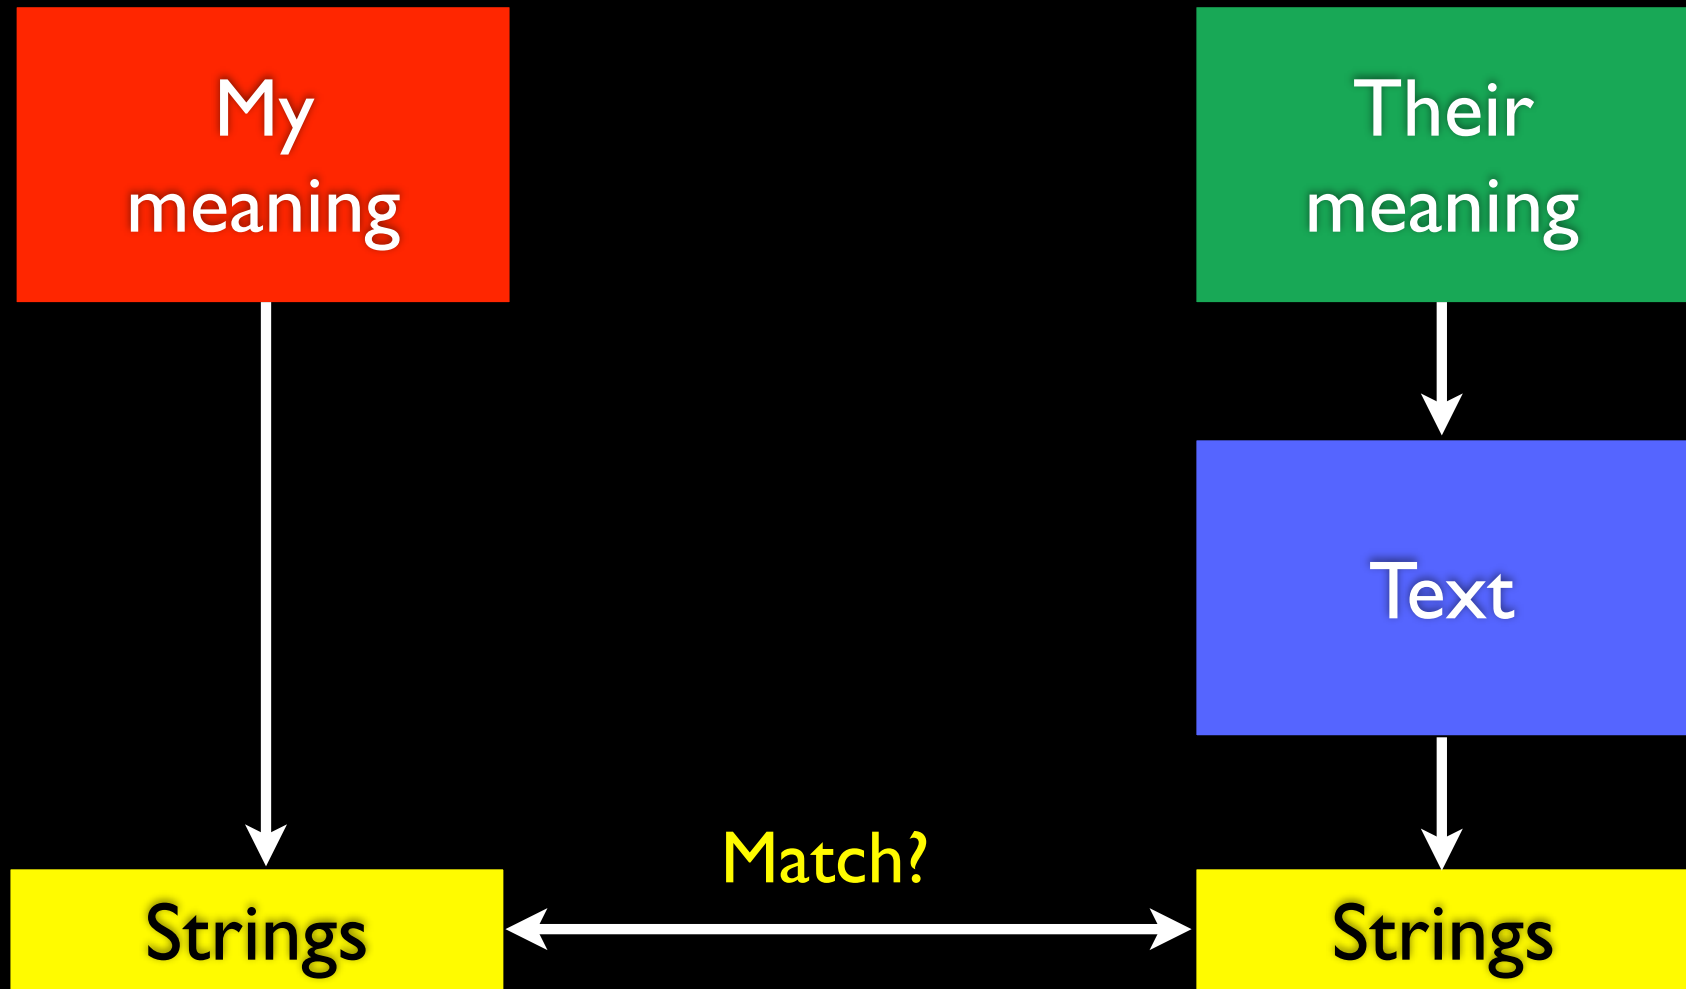 My
meaning
Their
meaning
Text
Match?
Strings
Strings